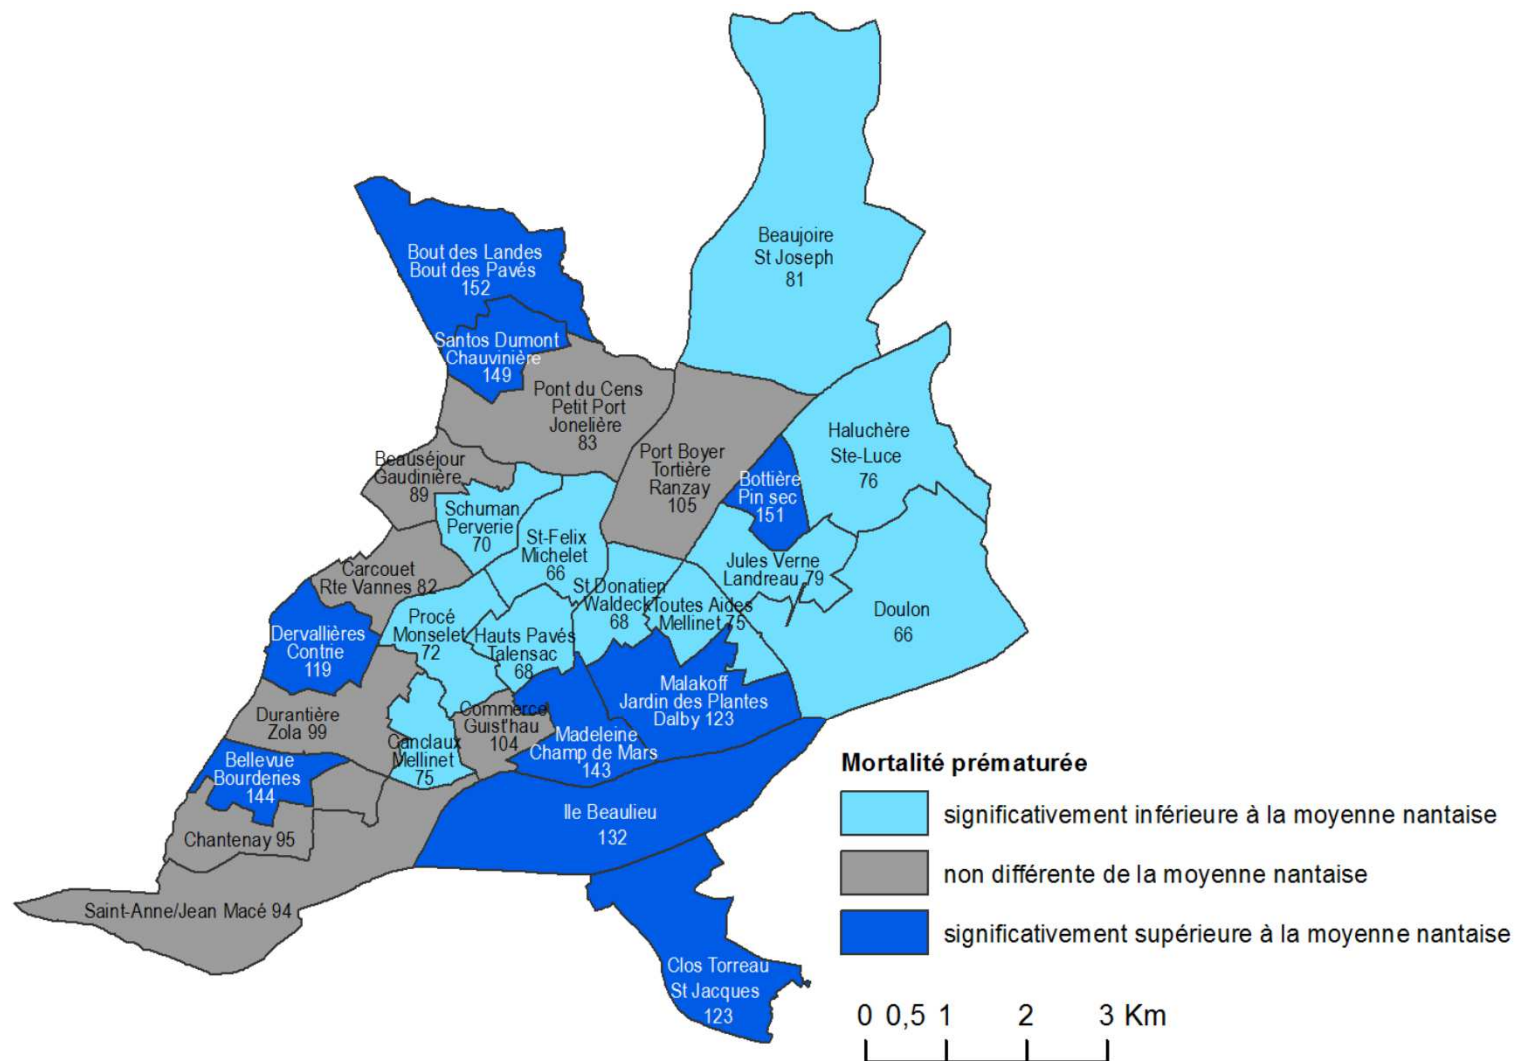 Beaujoire
St Joseph
81
Bout des Landes
Bout des Pavés
152
Santos Dumont
Chauvinière
149
Pont du Cens
Petit Port
Jonelière
83
Haluchère
Ste-Luce
76
Port Boyer
Tortière
Ranzay
105
Bottière
Pin sec
151
Beauséjour
Gaudinière
89
Schuman
Perverie
70
St-Felix
Michelet
66
Jules Verne
Landreau 79
Carcouet
Rte Vannes 82
St Donatien
Waldeck
68
Toutes Aides
Mellinet 75
Doulon
66
Procé
Monselet
72
Hauts Pavés
Talensac
68
Dervallières
Contrie
119
Malakoff
Jardin des Plantes
Dalby 123
Durantière
Zola 99
Commerce
Guist'hau
104
Canclaux
Mellinet
75
Madeleine
Champ de Mars
143
Bellevue
Bourderies
144
Ile Beaulieu
132
Chantenay 95
Saint-Anne/Jean Macé 94
Clos Torreau
St Jacques
123
Mortalité prématurée
significativement inférieure à la moyenne nantaise
non différente de la moyenne nantaise
significativement supérieure à la moyenne nantaise
0 0,5 1 2 3 Km